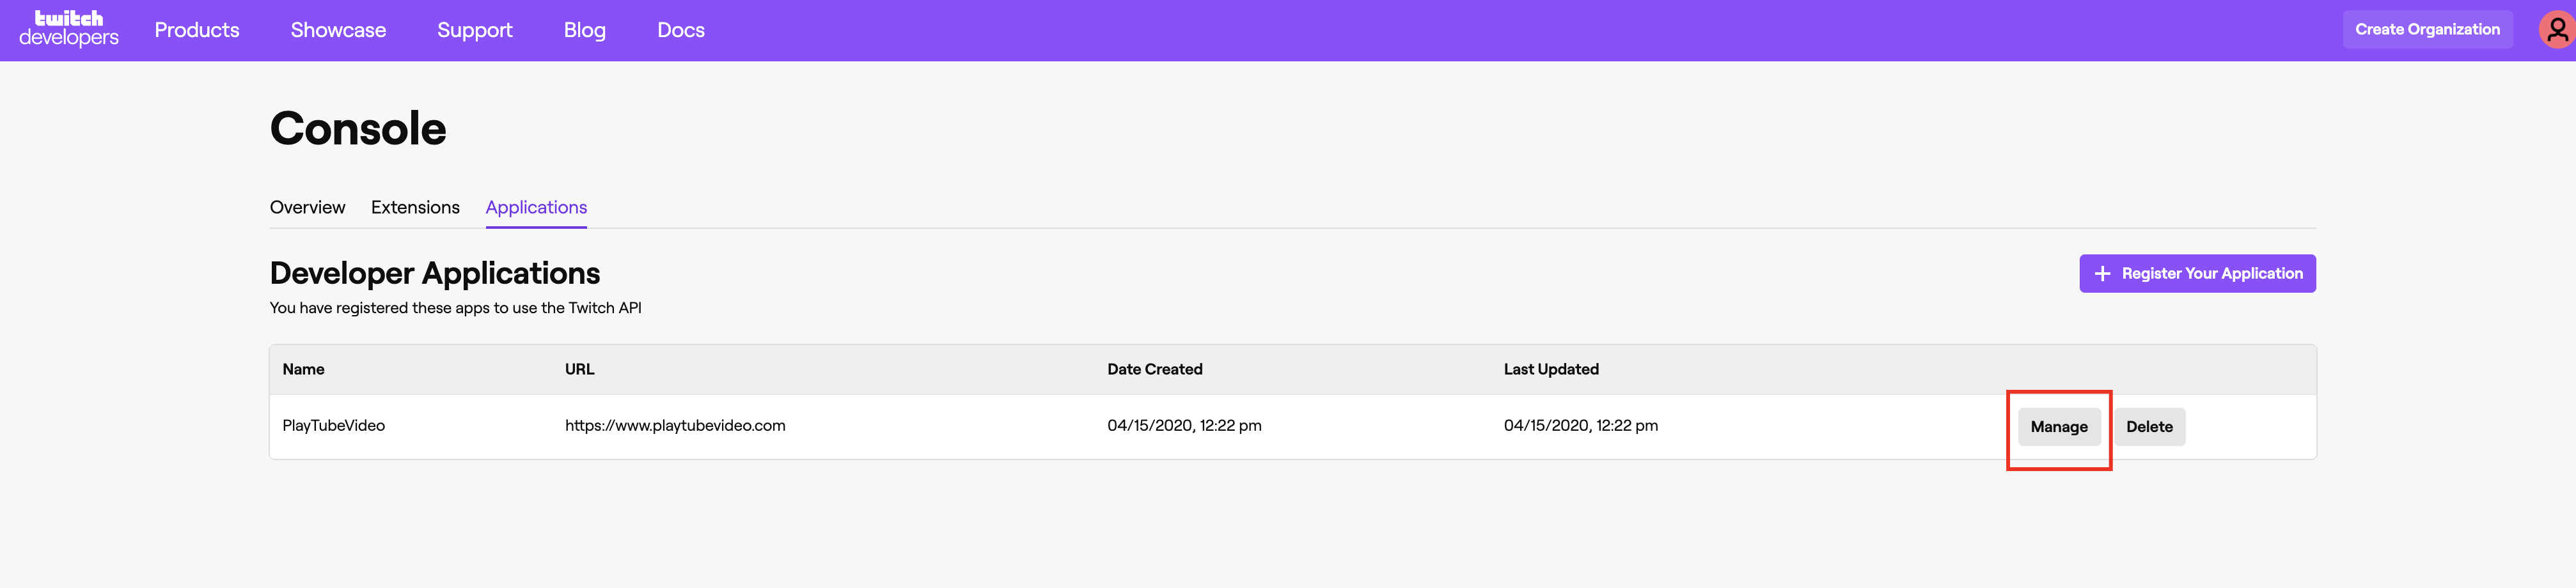 twitch
developers
Products Showcase Support Blog Docs Create Organization
Console
Overview Extensions Applications
Developer Applications
Register Your Application
You have registered these apps to use the Twitch API
Name URL Date Created Last Updated
PlayTubeVideo https://www.playtubevideo.com 04/15/2020, 12:22 pm 04/15/2020, 12:22 pm Manage Delete